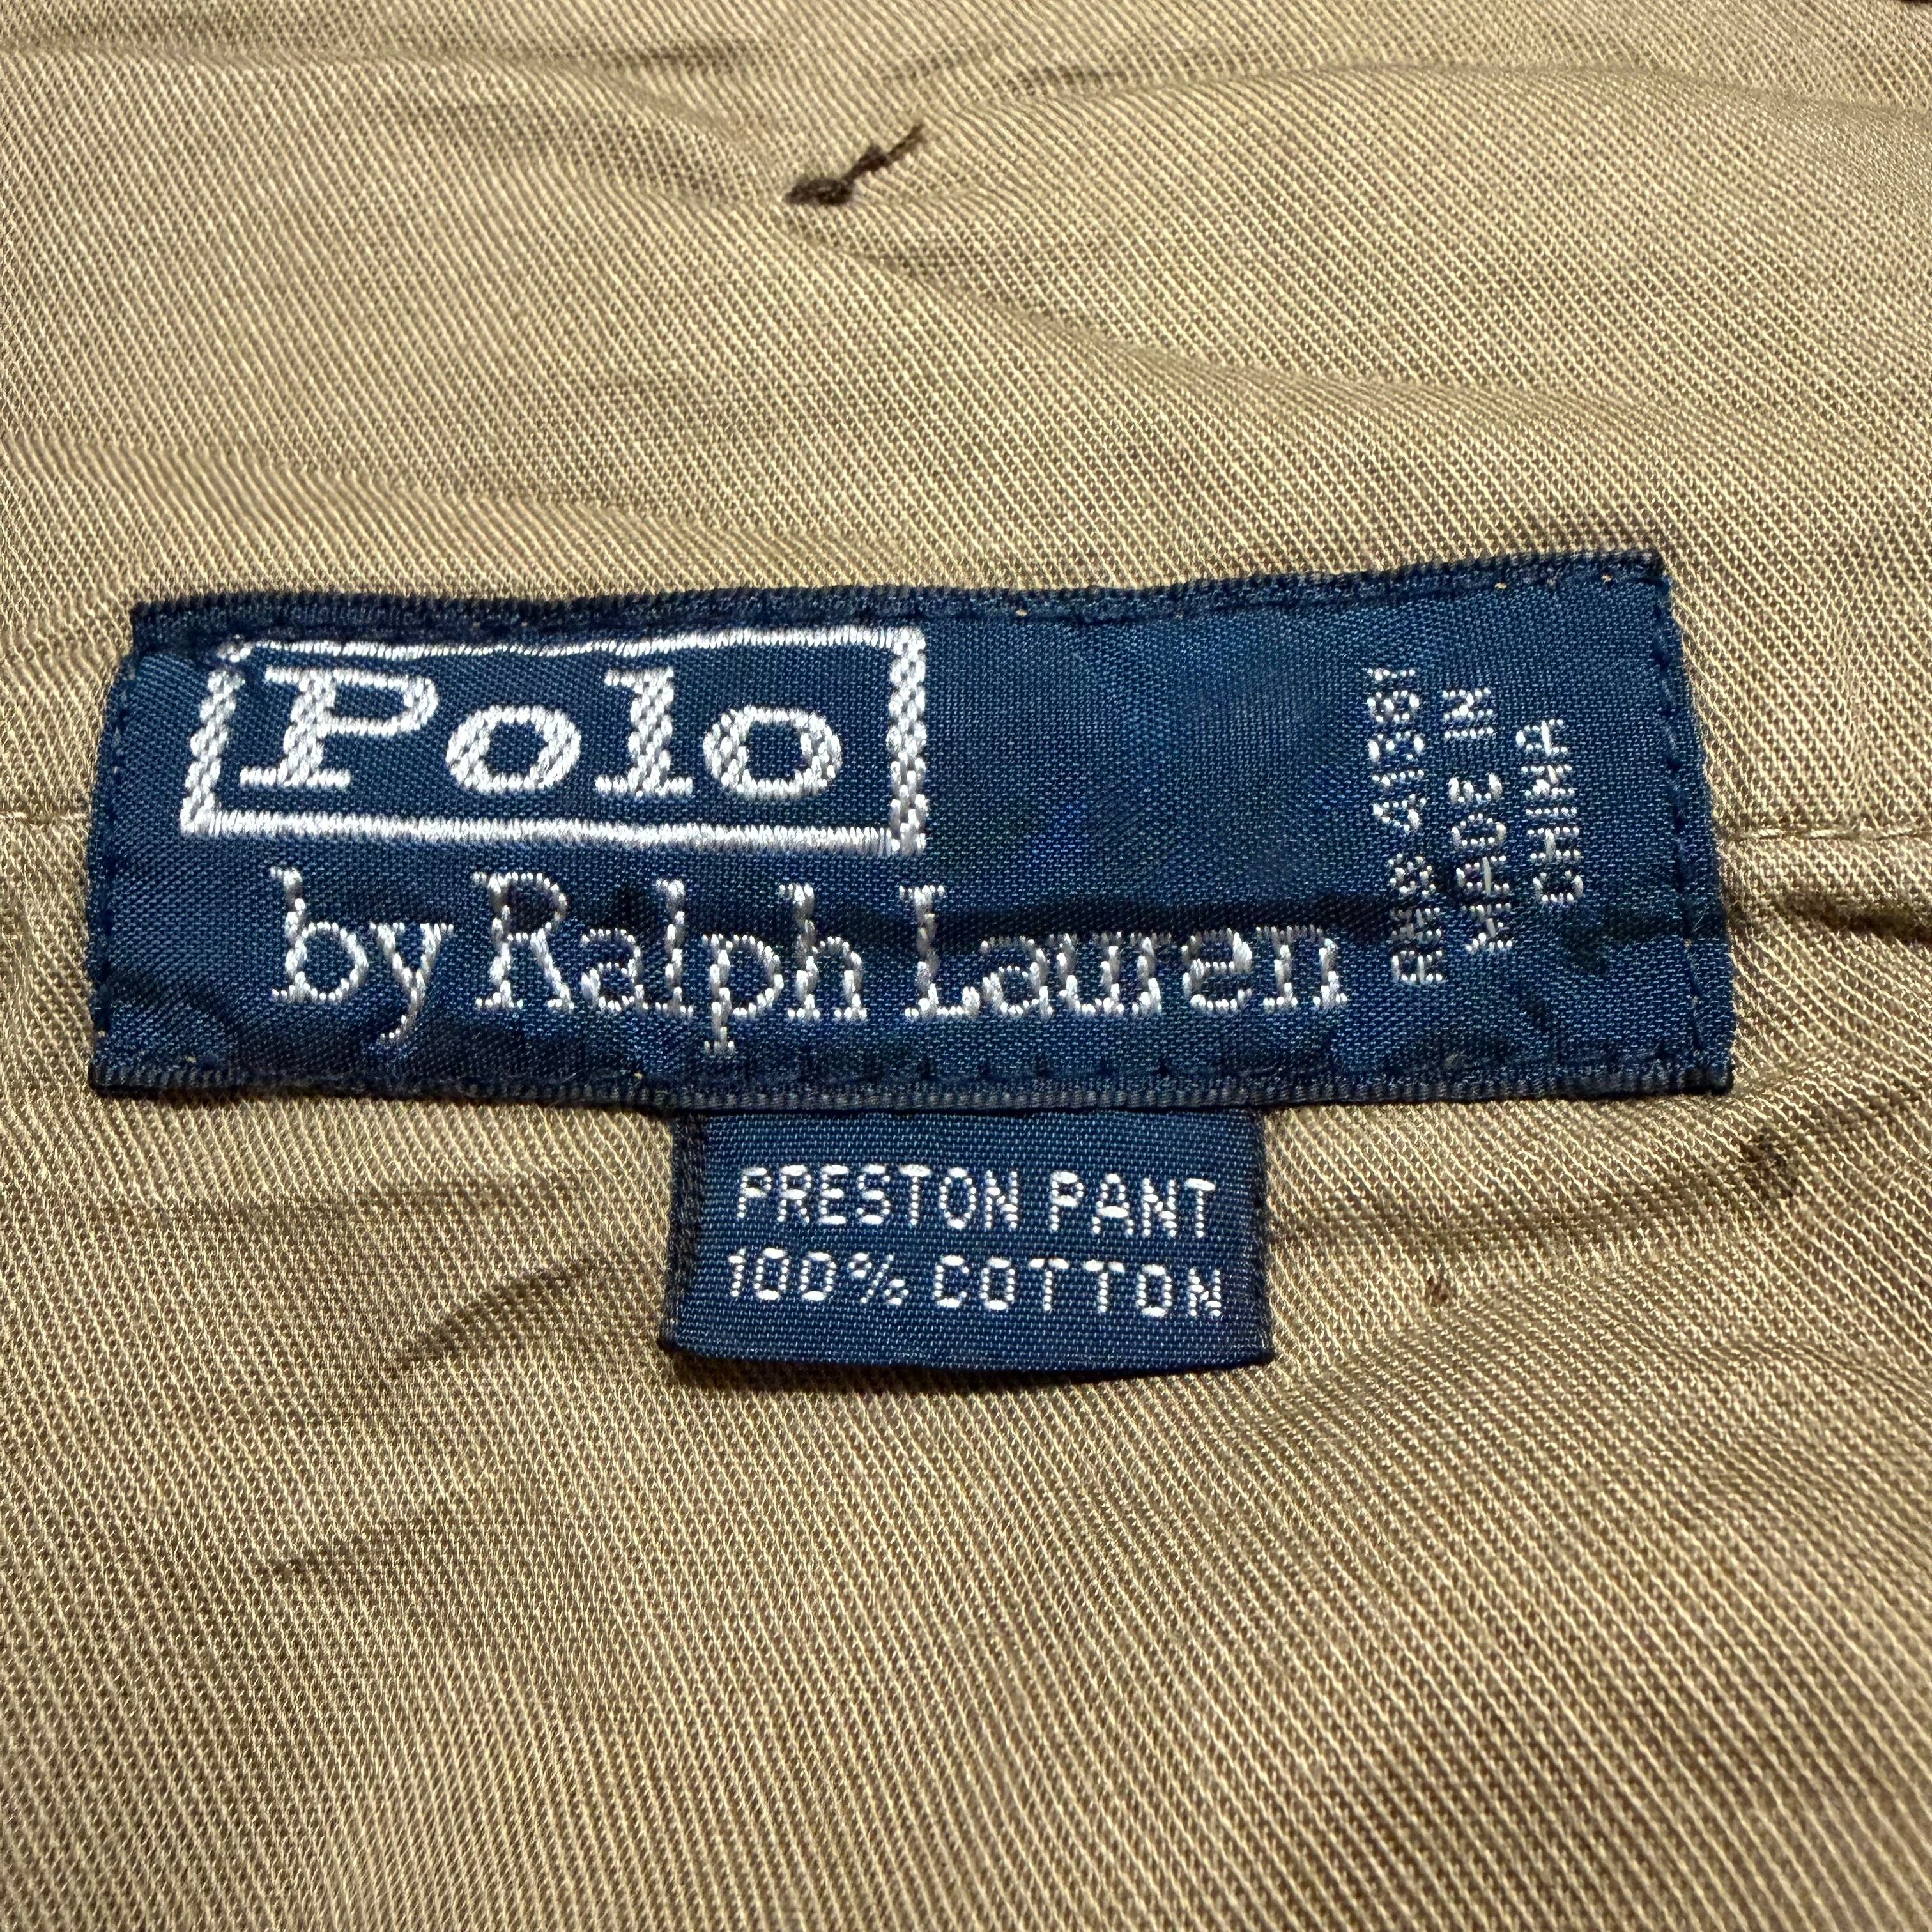 Polo
by Ralph Lauren
RN© 41381
MADE IN
CHINA
PRESTON PANT
100% COTTON